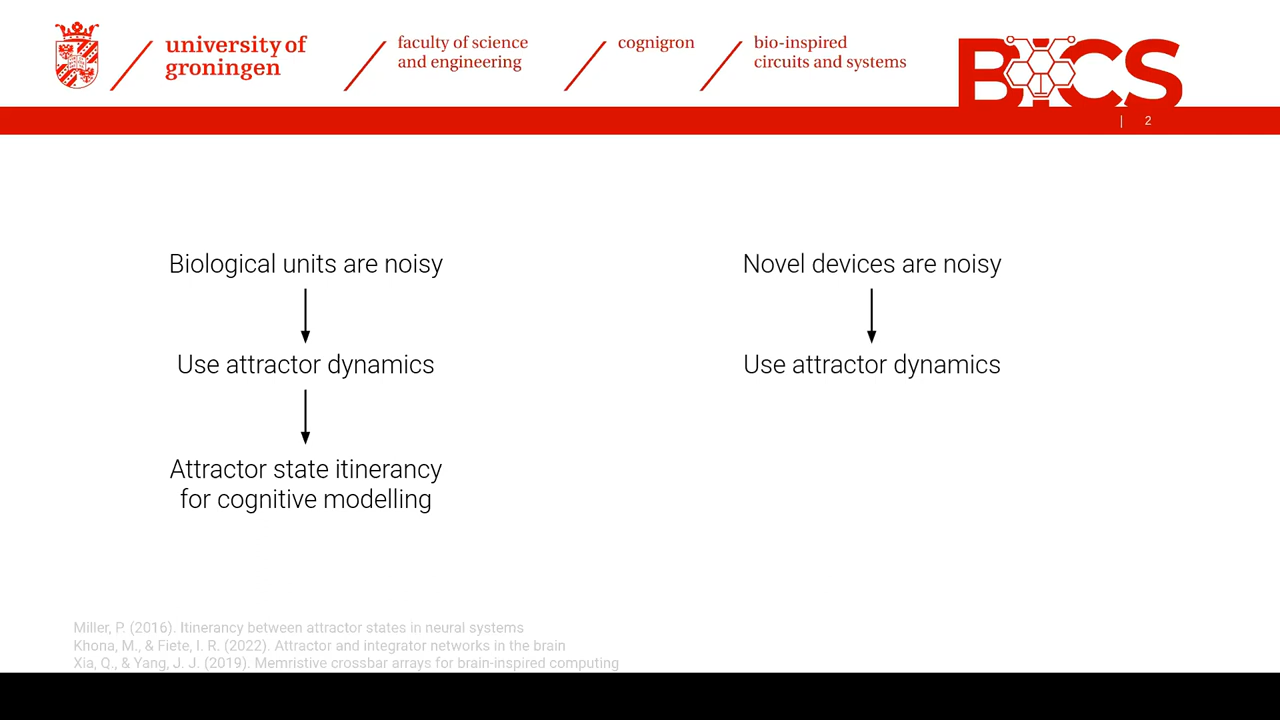 university of
groningen
faculty of science
and engineering
cognigron
bio-inspired
circuits and systems
BICS
| 2
Biological units are noisy
Use attractor dynamics
Attractor state itinerancy
for cognitive modelling
Novel devices are noisy
Use attractor dynamics
Miller, P. (2016). Itinerancy between attractor states in neural systems
Khona, M., & Fiete, I. R. (2022). Attractor and integrator networks in the brain
Xia, Q., & Yang, J. J. (2019). Memristive crossbar arrays for brain-inspired computing